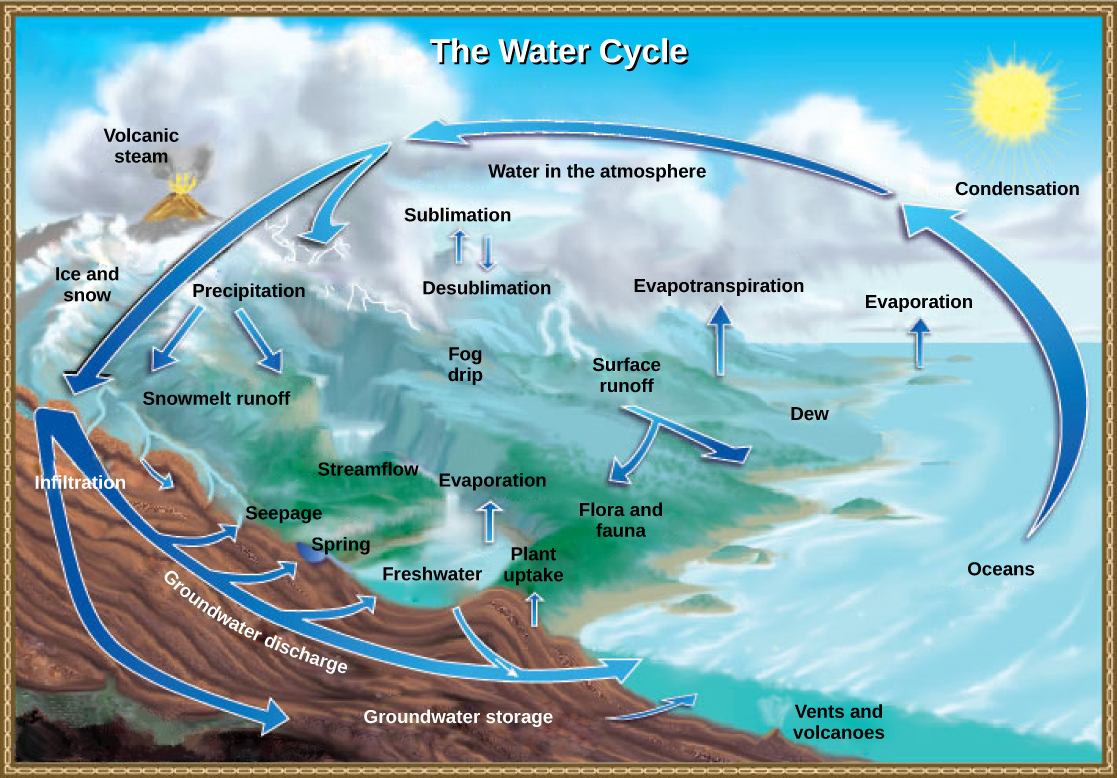 The Water Cycle
Volcanic
steam
Water in the atmosphere
Condensation
Sublimation
Desublimation
Ice and
snow
Precipitation
Evapotranspiration
Evaporation
Fog
drip
Surface
runoff
Snowmelt runoff
Dew
Streamflow
Evaporation
Infiltration
Seepage
Flora and
fauna
Spring
Plant
uptake
Freshwater
Oceans
Groundwater discharge
Groundwater storage
Vents and
volcanoes